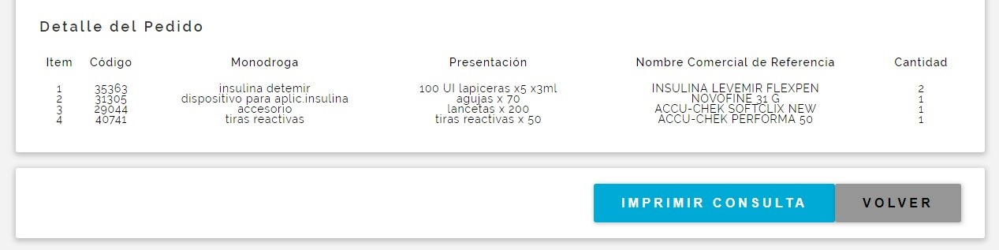 Detalle del Pedido
Item Código Monodroga Presentación Nombre Comercial de Referencia Cantidad
1 35363 insulina detemir 100 UI lapiceras x5 x3ml INSULINA LEVEMIR FLEXPEN 2
2 31305 dispositivo para aplic.insulina agujas x 70 NOVOFINE 31 G 1
3 29044 accesorio lancetas x 200 ACCU-CHEK SOFTCLIX NEW 1
4 40741 tiras reactivas tiras reactivas x 50 ACCU-CHEK PERFORMA 50 1
IMPRIMIR CONSULTA VOLVER